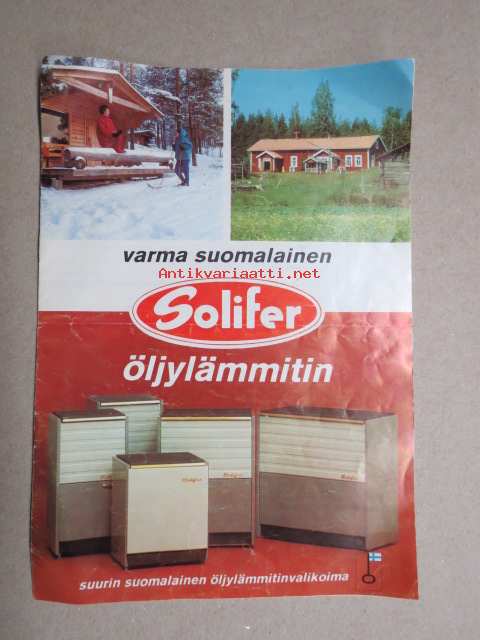 varma suomalainen
Antikvariaatti.net
Solifer
öljylämmitin
suurin suomalainen öljylämmitinvalikoima